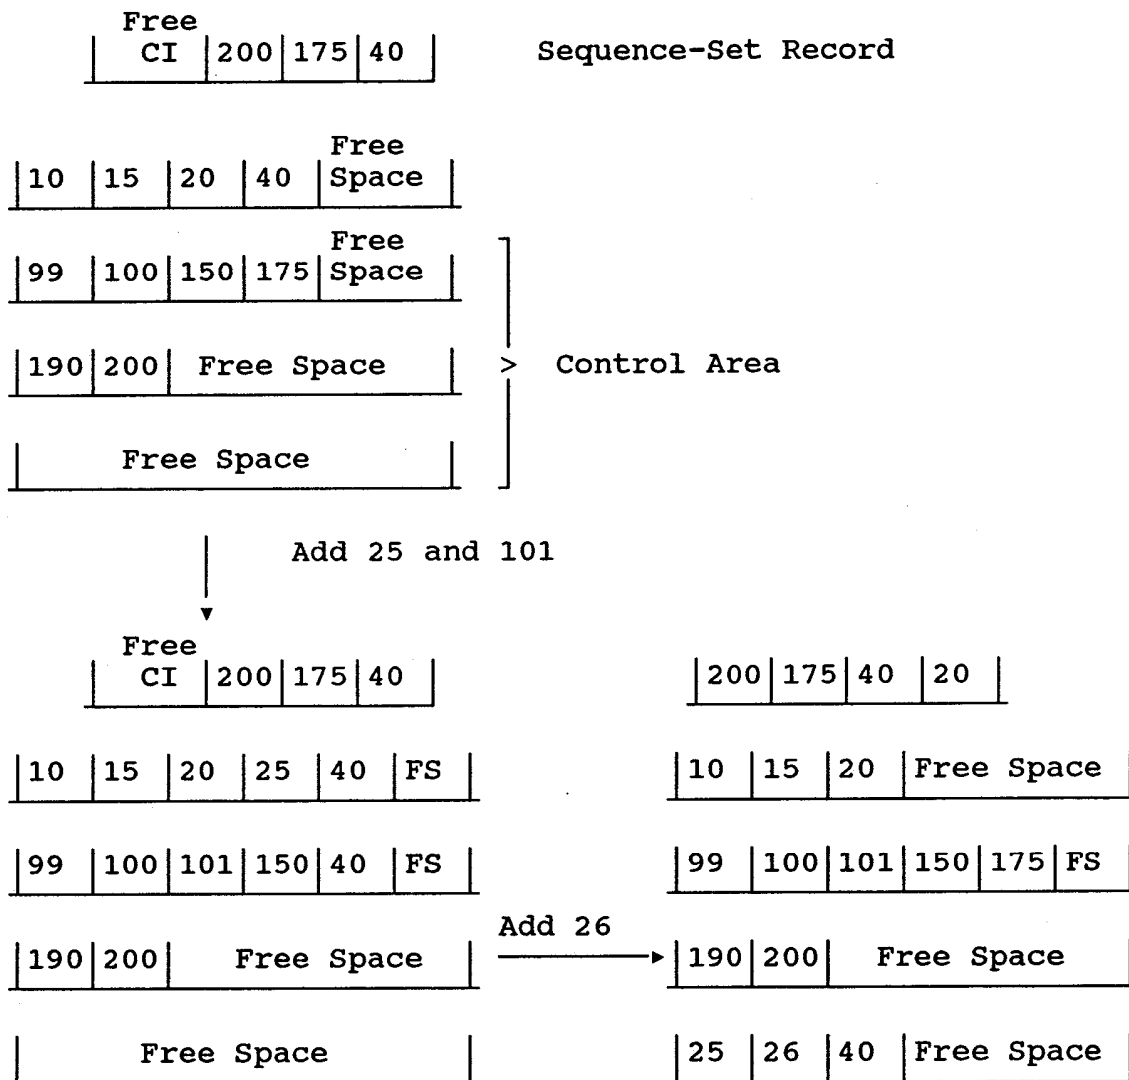 Free
CI 200 175 40 Sequence-Set Record
Free
10 15 20 40 Space
Free
99 100 150 175 Space
190 200 Free Space > Control Area
Free Space
Add 25 and 101
Free
CI 200 175 40
200 175 40 20
10 15 20 25 40 FS
10 15 20 Free Space
99 100 101 150 40 FS
99 100 101 150 175 FS
Add 26
190 200 Free Space
190 200 Free Space
Free Space
25 26 40 Free Space